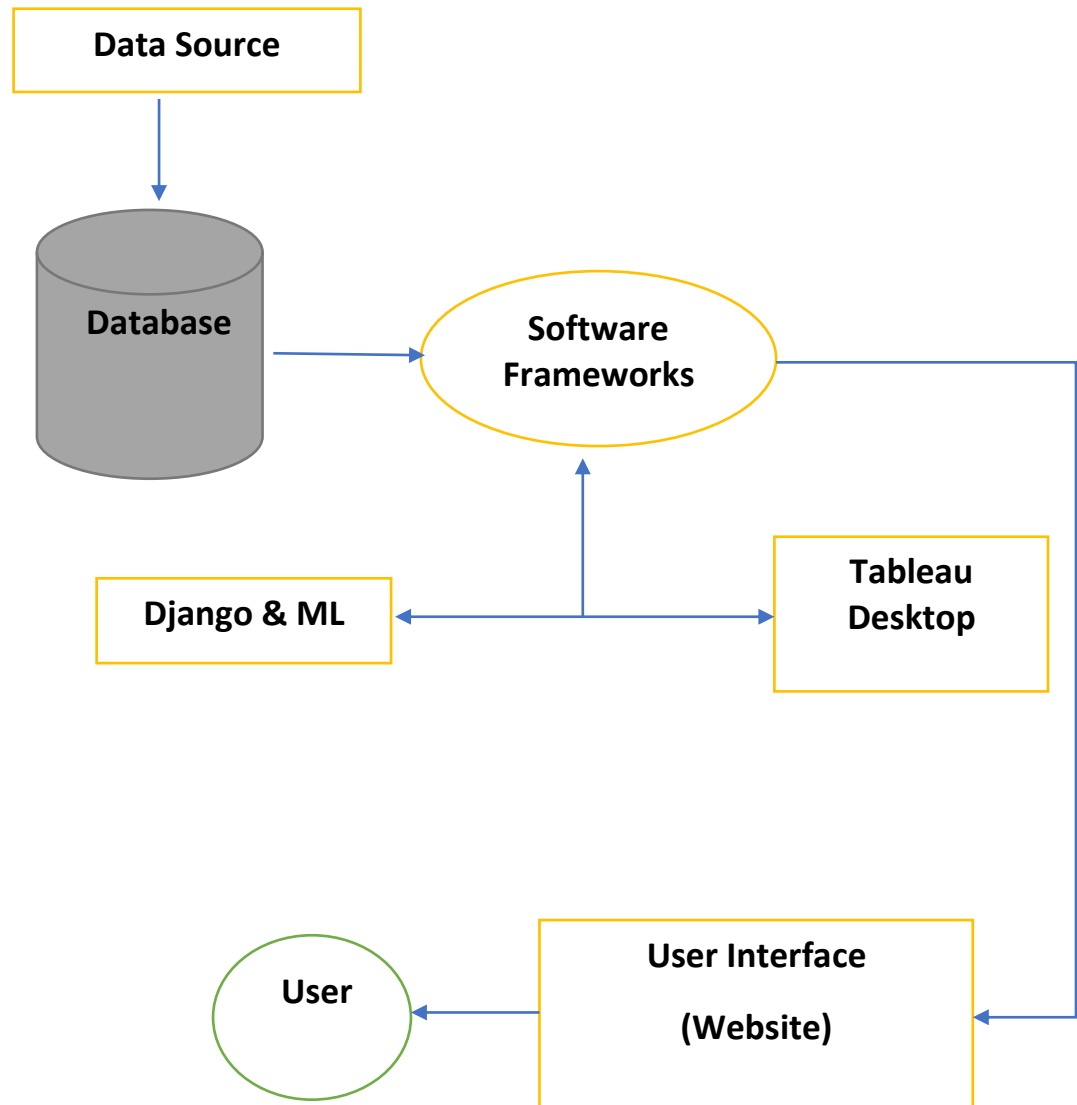 Data Source
Database
Software
Frameworks
Django & ML
Tableau
Desktop
User
User Interface
(Website)